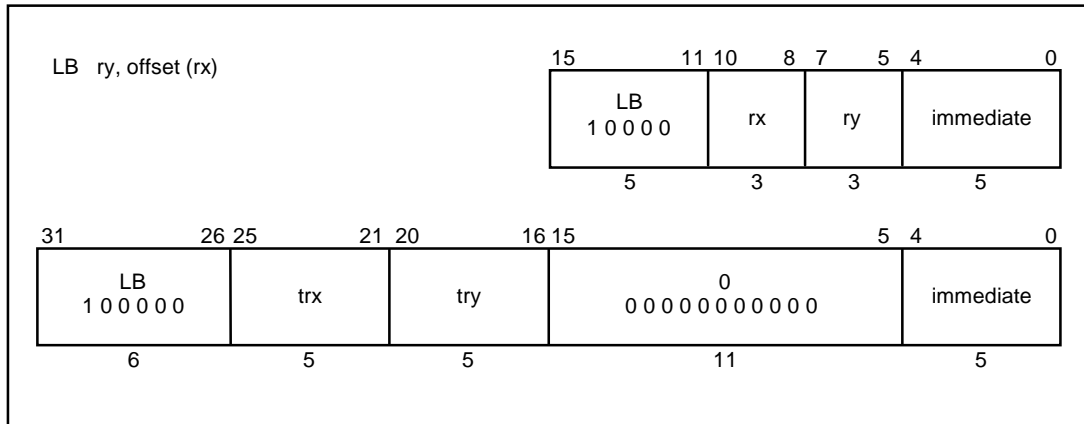 LB ry, offset (rx)
15 11 10 8 7 5 4 0
LB
1 0 0 0 0
rx
ry
immediate
5 3 3 5
31 26 25 21 20 16 15 5 4 0
LB
1 0 0 0 0 0
trx
try
0
0 0 0 0 0 0 0 0 0 0 0
immediate
6 5 5 11 5